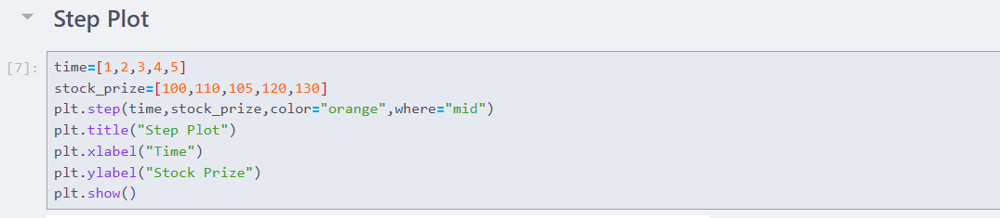 Step Plot
[7]:
time=[1,2,3,4,5]
stock_prize=[100,110,105,120,130]
plt.step(time,stock_prize,color="orange",where="mid")
plt.title("Step Plot")
plt.xlabel("Time")
plt.ylabel("Stock Prize")
plt.show()